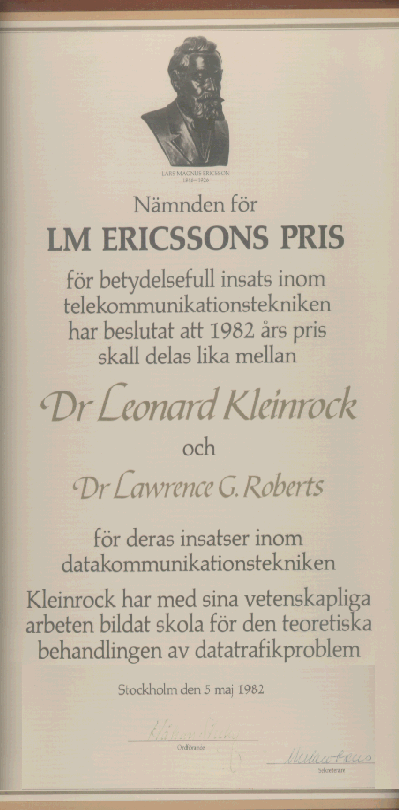 LARS MAGNUS ERICSSON
1846–1926
Nämnden för
LM ERICSSONS PRIS
för betydelsefull insats inom
telekommunikationstekniken
har beslutat att 1982 års pris
skall delas lika mellan
Dr Leonard Kleinrock
och
Dr Lawrence G. Roberts
för deras insatser inom
datakommunikationstekniken
Kleinrock har med sina vetenskapliga
arbeten bildat skola för den teoretiska
behandlingen av datatrafikproblem
Stockholm den 5 maj 1982
Ordförande
Sekreterare